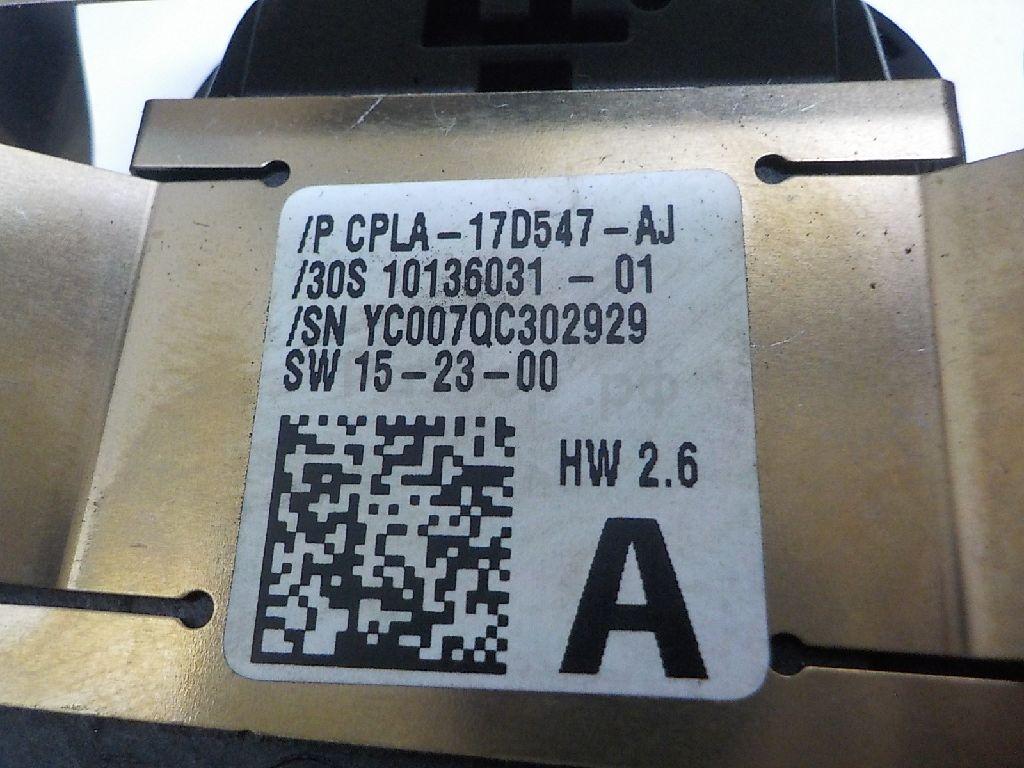 /P CPLA-17D547-AJ
/30S 10136031 - 01
/SN YC007QC302929
SW 15-23-00
HW 2.6
A